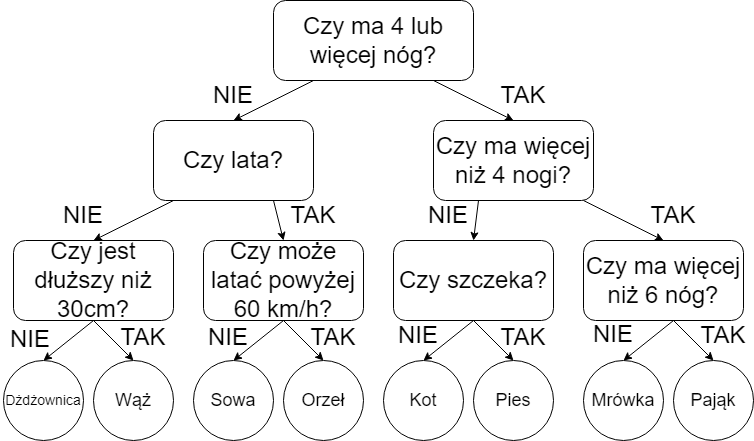 Czy ma 4 lub
więcej nóg?
NIE
TAK
Czy lata?
Czy ma więcej
niż 4 nogi?
NIE
TAK
NIE
TAK
Czy jest
dłuższy niż
30cm?
Czy może
latać powyżej
60 km/h?
Czy szczeka?
Czy ma więcej
niż 6 nóg?
NIE
TAK
NIE
TAK
NIE
TAK
NIE
TAK
Dżdżownica
Wąż
Sowa
Orzeł
Kot
Pies
Mrówka
Pająk